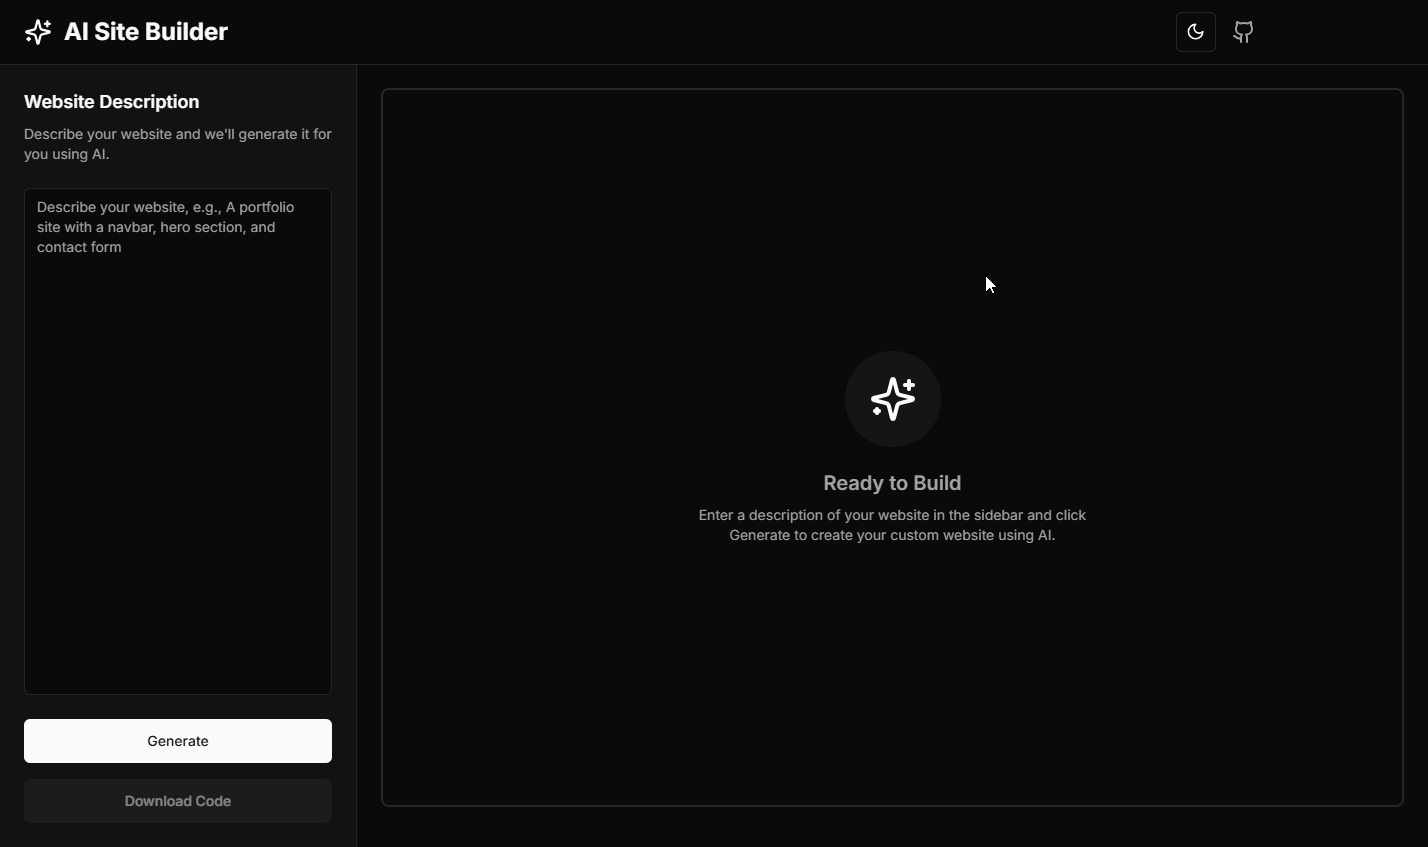 AI Site Builder
Website Description
Describe your website and we'll generate it for
you using AI.
Describe your website, e.g., A portfolio
site with a navbar, hero section, and
contact form
Generate
Download Code
Ready to Build
Enter a description of your website in the sidebar and click
Generate to create your custom website using AI.